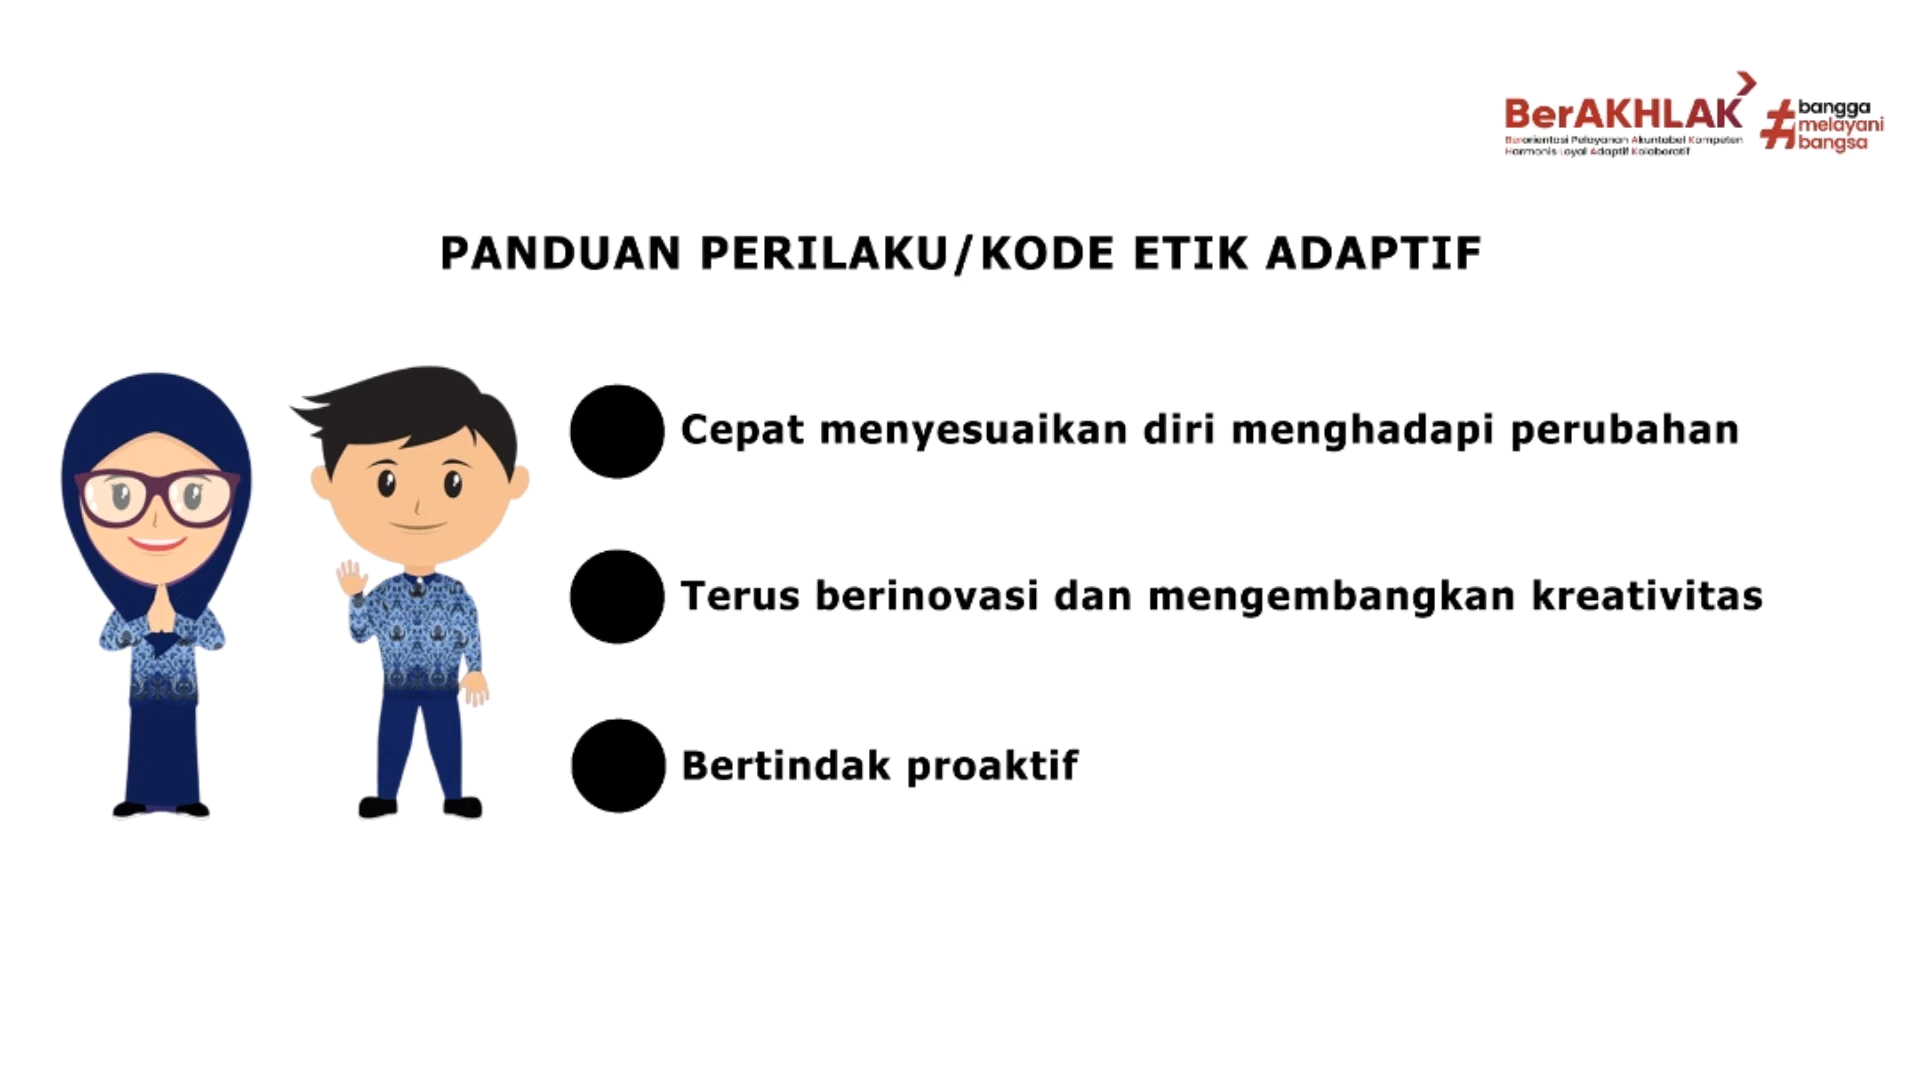 BerAKHLAK
Berorientasi Pelayanan Akuntabel Kompeten
Harmonis Loyal Adaptif Kolaboratif
#bangga
melayani
bangsa
PANDUAN PERILAKU/KODE ETIK ADAPTIF
Cepat menyesuaikan diri menghadapi perubahan
Terus berinovasi dan mengembangkan kreativitas
Bertindak proaktif